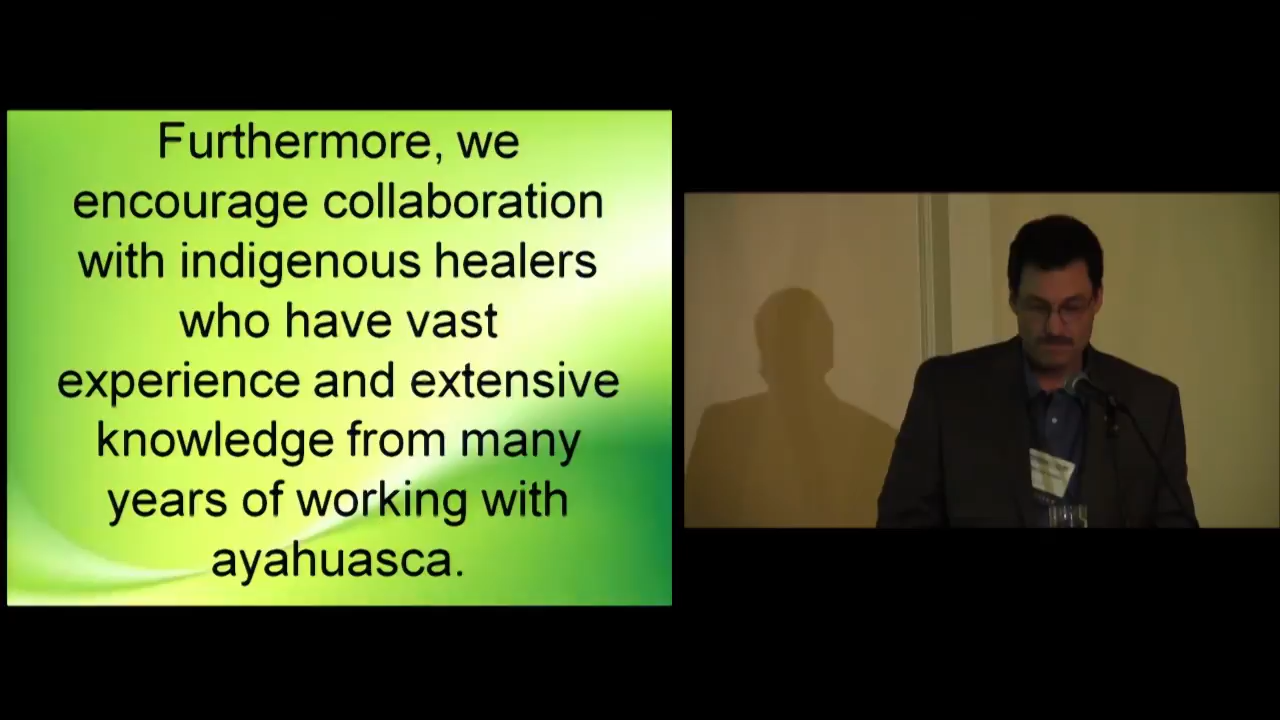 Furthermore, we
encourage collaboration
with indigenous healers
who have vast
experience and extensive
knowledge from many
years of working with
ayahuasca.